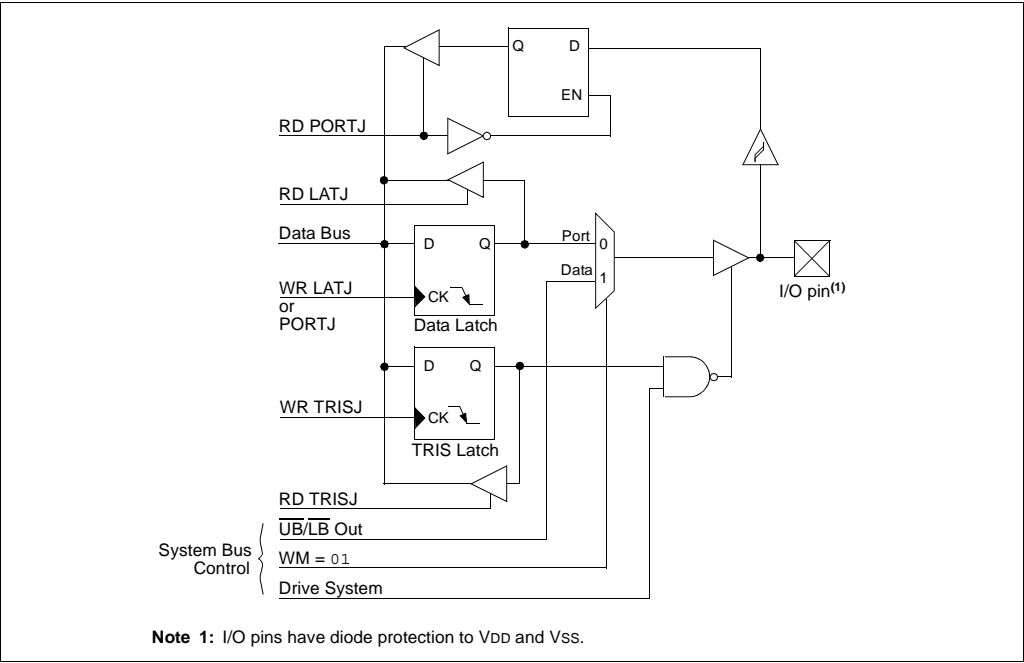 Q D
EN
RD PORTJ
RD LATJ
Data Bus
D Q
Port
0
Data
1
I/O pin(1)
WR LATJ
or
PORTJ
CK
Data Latch
D Q
WR TRISJ
CK
TRIS Latch
RD TRISJ
UB/LB Out
System Bus
Control
WM = 01
Drive System
Note 1: I/O pins have diode protection to VDD and VSS.